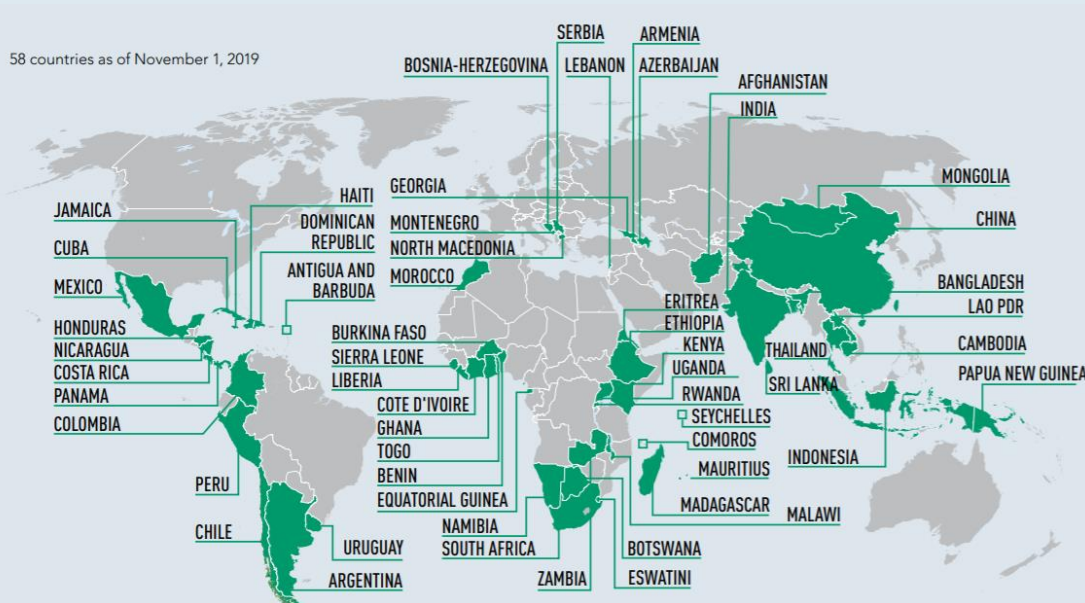 58 countries as of November 1, 2019
SERBIA
ARMENIA
BOSNIA-HERZEGOVINA
LEBANON
AZERBAIJAN
AFGHANISTAN
INDIA
MONGOLIA
HAITI
GEORGIA
JAMAICA
DOMINICAN
REPUBLIC
MONTENEGRO
CHINA
CUBA
NORTH MACEDONIA
ANTIGUA AND
BARBUDA
MOROCCO
MEXICO
BANGLADESH
ERITREA
LAO PDR
HONDURAS
BURKINA FASO
ETHIOPIA
NICARAGUA
SIERRA LEONE
KENYA
THAILAND
CAMBODIA
COSTA RICA
LIBERIA
UGANDA
SRI LANKA
PAPUA NEW GUINEA
PANAMA
COTE D'IVOIRE
RWANDA
COLOMBIA
GHANA
SEYCHELLES
TOGO
COMOROS
INDONESIA
BENIN
MAURITIUS
PERU
EQUATORIAL GUINEA
MADAGASCAR
MALAWI
NAMIBIA
CHILE
URUGUAY
SOUTH AFRICA
BOTSWANA
ARGENTINA
ZAMBIA
ESWATINI